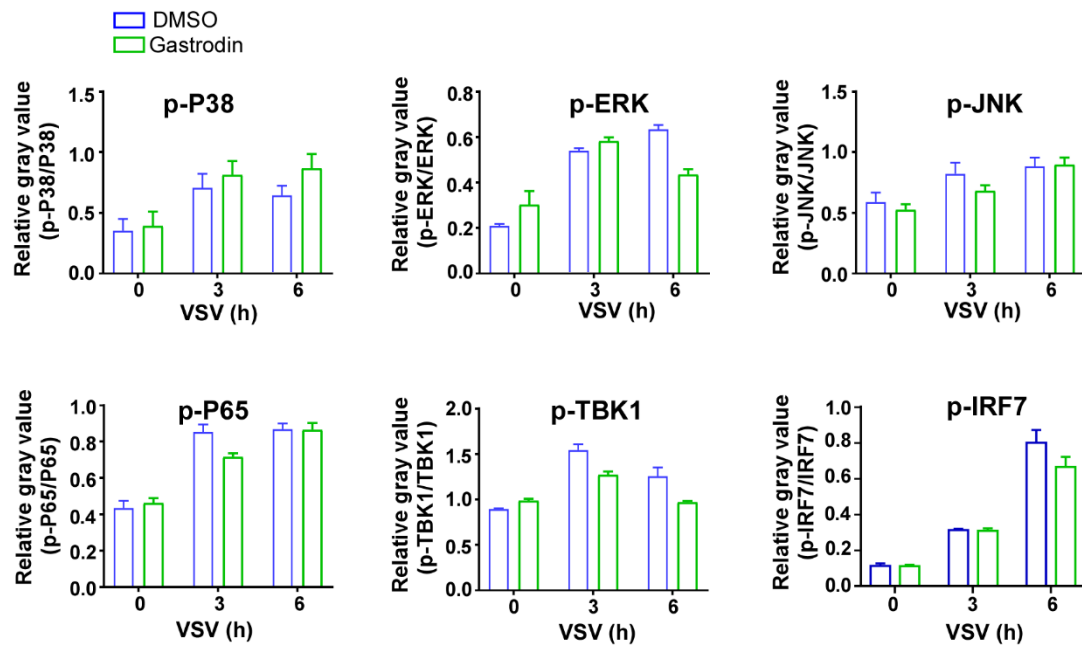 DMSO
Gastrodin
p-P38
Relative gray value
(p-P38/P38)
1.5
1.0
0.5
0.0
0 3 6
VSV (h)
p-ERK
Relative gray value
(p-ERK/ERK)
0.8
0.6
0.4
0.2
0.0
0 3 6
VSV (h)
p-JNK
Relative gray value
(p-JNK/JNK)
1.5
1.0
0.5
0.0
0 3 6
VSV (h)
p-P65
Relative gray value
(p-P65/P65)
1.0
0.8
0.6
0.4
0.2
0.0
0 3 6
VSV (h)
p-TBK1
Relative gray value
(p-TBK1/TBK1)
2.0
1.5
1.0
0.5
0.0
0 3 6
VSV (h)
p-IRF7
Relative gray value
(p-IRF7/IRF7)
1.0
0.8
0.6
0.4
0.2
0.0
0 3 6
VSV (h)